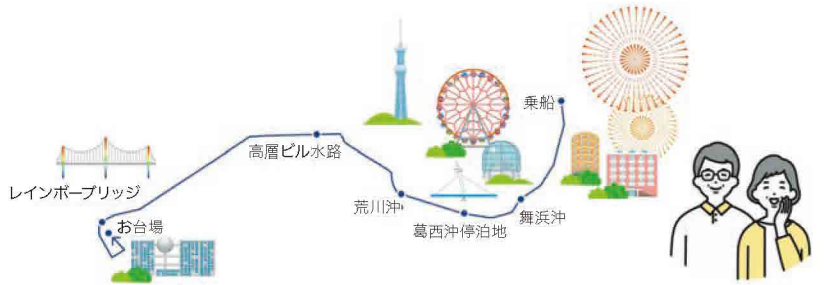 乗船
高層ビル水路
レインボーブリッジ
荒川沖
舞浜沖
お台場
葛西沖停泊地